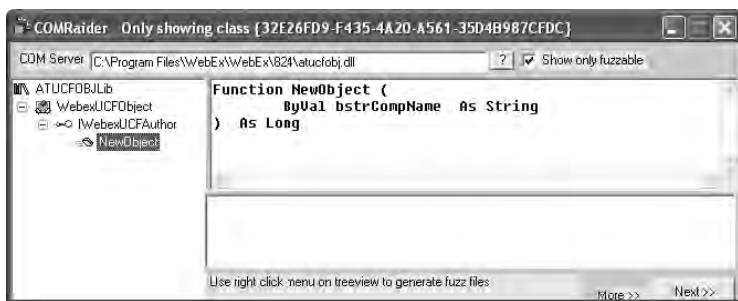 COMRaider Only showing class {32E26FD9-F435-4A20-A561-35D4B987CFDC}
COM Server C:\Program Files\WebEx\WebEx\824\atucfobj.dll ? Show only fuzzable
ATUCFOBJLib
WebexUCFObject
IWebexUCFAuthor
NewObject
Function NewObject (
ByVal bstrCompName As String
) As Long
Use right click menu on treeview to generate fuzz files
More >> Next >>